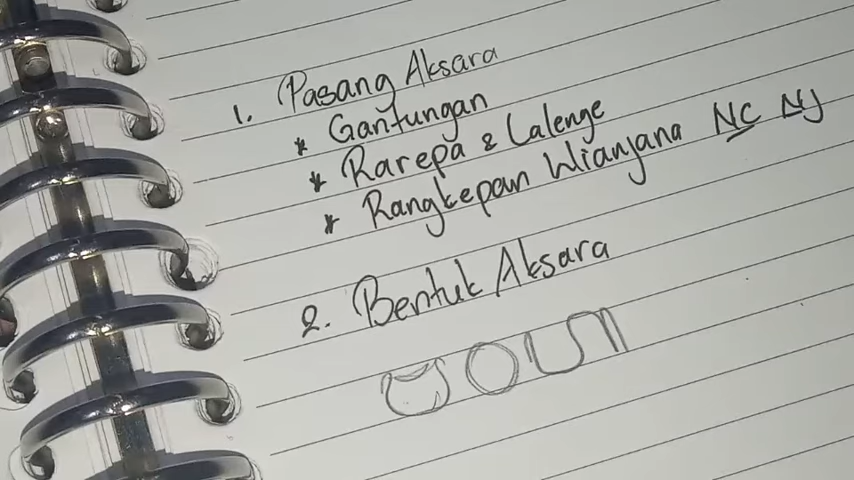 1. Pasang Aksara
* Gantungan
* Rarepa & Lalenge
* Rangkepan Wianjana NC NJ
2. Bentuk Aksara